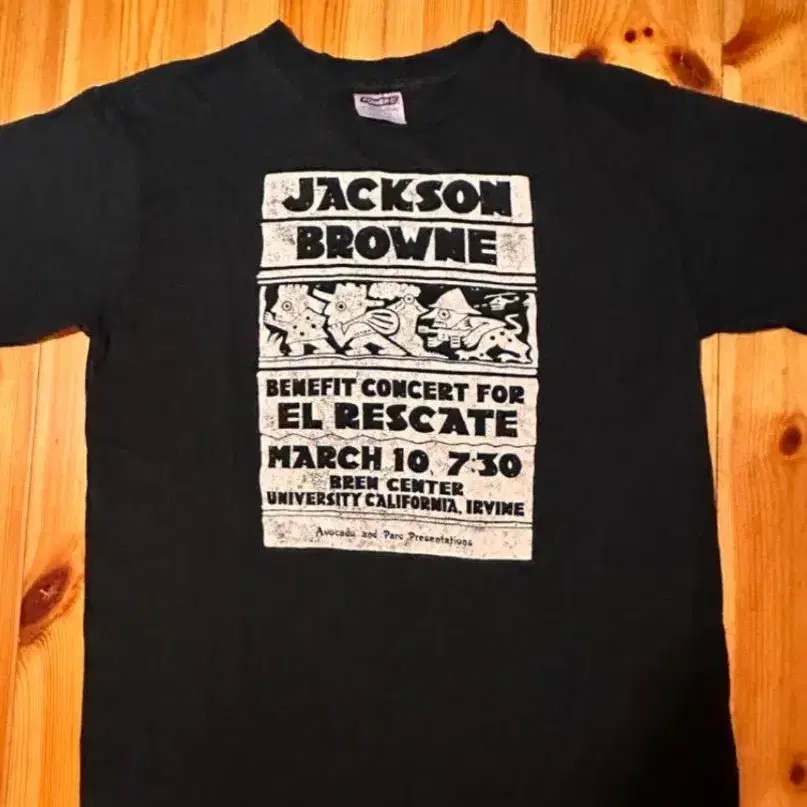 JACKSON
BROWNE
BENEFIT CONCERT FOR
EL RESCATE
MARCH 10 7:30
BREN CENTER
UNIVERSITY CALIFORNIA, IRVINE
Avocado and Parc Presentations